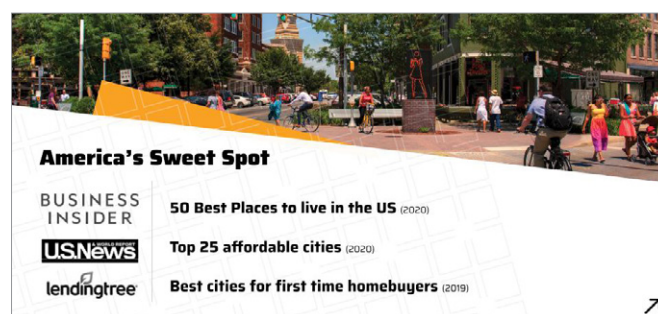 America's Sweet Spot
BUSINESS
INSIDER
50 Best Places to live in the US (2020)
U.S.News
& WORLD REPORT
Top 25 affordable cities (2020)
lendingtree
Best cities for first time homebuyers (2019)